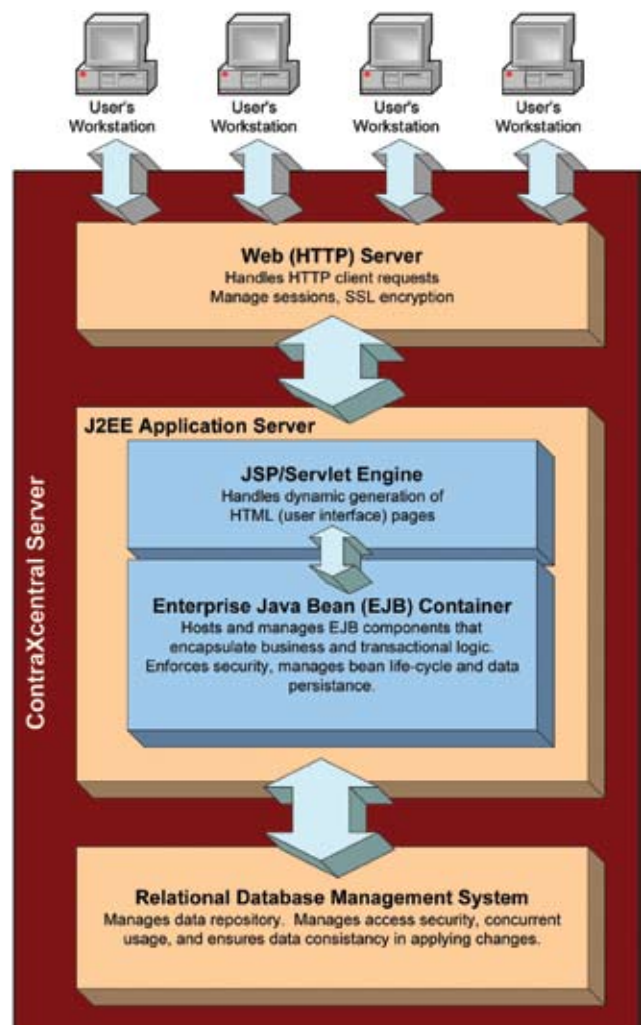 User's
Workstation
User's
Workstation
User's
Workstation
User's
Workstation
ContraXcentral Server
Web (HTTP) Server
Handles HTTP client requests
Manage sessions, SSL encryption
J2EE Application Server
JSP/Servlet Engine
Handles dynamic generation of
HTML (user interface) pages
Enterprise Java Bean (EJB) Container
Hosts and manages EJB components that
encapsulate business and transactional logic.
Enforces security, manages bean life-cycle and data
persistance.
Relational Database Management System
Manages data repository. Manages access security, concurrent
usage, and ensures data consistancy in applying changes.